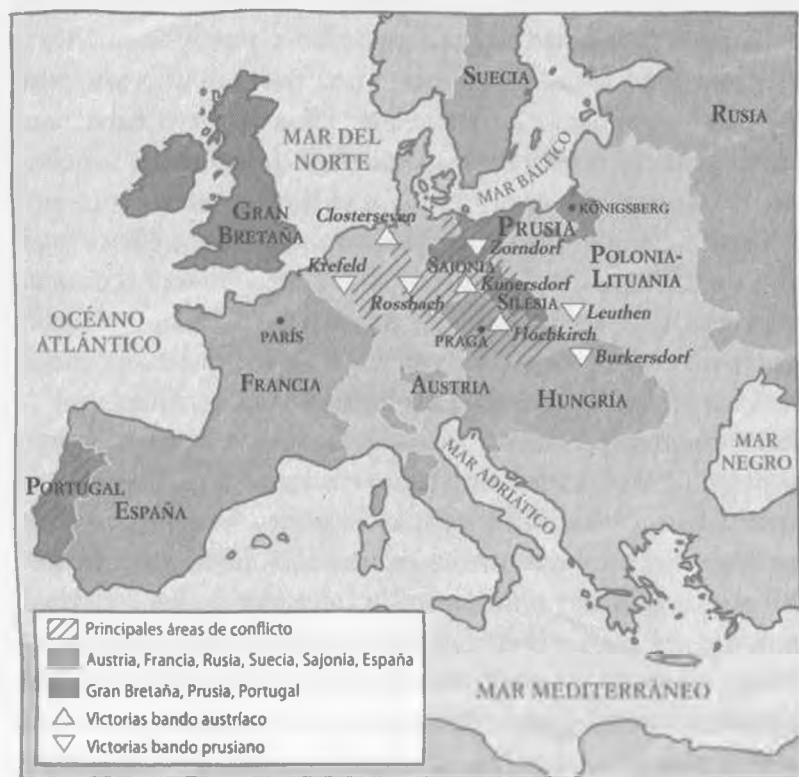 SUECIA
RUSIA
MAR DEL
NORTE
MAR BÁLTICO
GRAN
BRETAÑA
Closterseven
PRUSIA
KÖNIGSBERG
Zorndorf
POLONIA-
LITUANIA
SAJONIA
Krefeld
Rossbach
Kunersdorf
SILESIA
Leuthen
OCÉANO
ATLÁNTICO
PARÍS
PRAGA
Hochkirch
Burkersdorf
FRANCIA
AUSTRIA
HUNGRÍA
MAR
NEGRO
MAR ADRIÁTICO
PORTUGAL
ESPAÑA
Principales áreas de conflicto
Austria, Francia, Rusia, Suecia, Sajonia, España
Gran Bretaña, Prusia, Portugal
Victorias bando austríaco
Victorias bando prusiano
MAR MEDITERRÁNEO